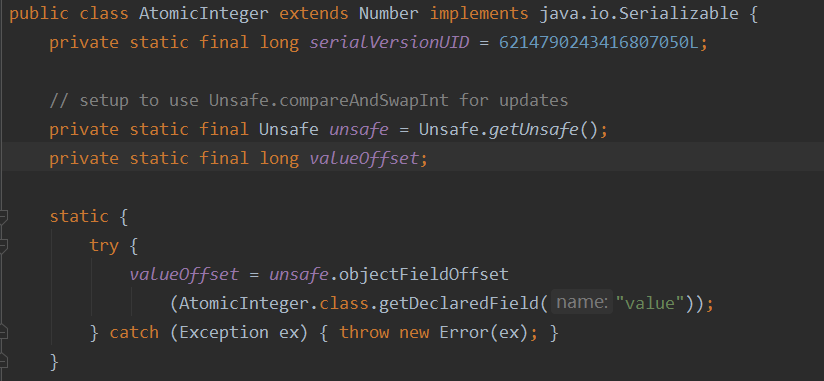 public class AtomicInteger extends Number implements java.io.Serializable {
    private static final long serialVersionUID = 6214790243416807050L;

    // setup to use Unsafe.compareAndSwapInt for updates
    private static final Unsafe unsafe = Unsafe.getUnsafe();
    private static final long valueOffset;

    static {
        try {
            valueOffset = unsafe.objectFieldOffset
                (AtomicInteger.class.getDeclaredField( name: "value"));
        } catch (Exception ex) { throw new Error(ex); }
    }